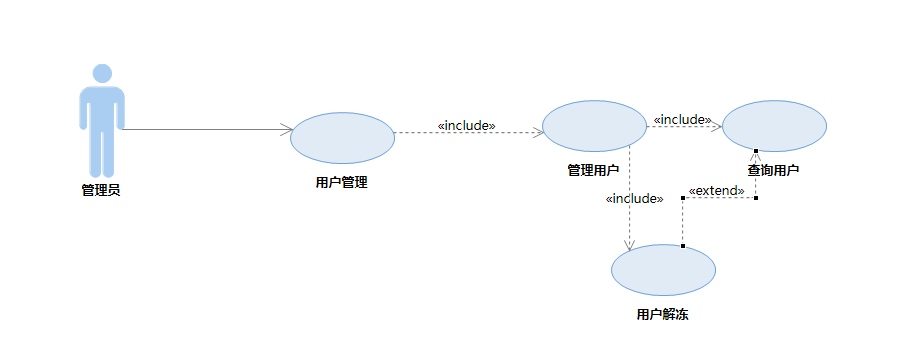 «include»
«include»
管理员
用户管理
管理用户
查询用户
«include»
«extend»
用户解冻